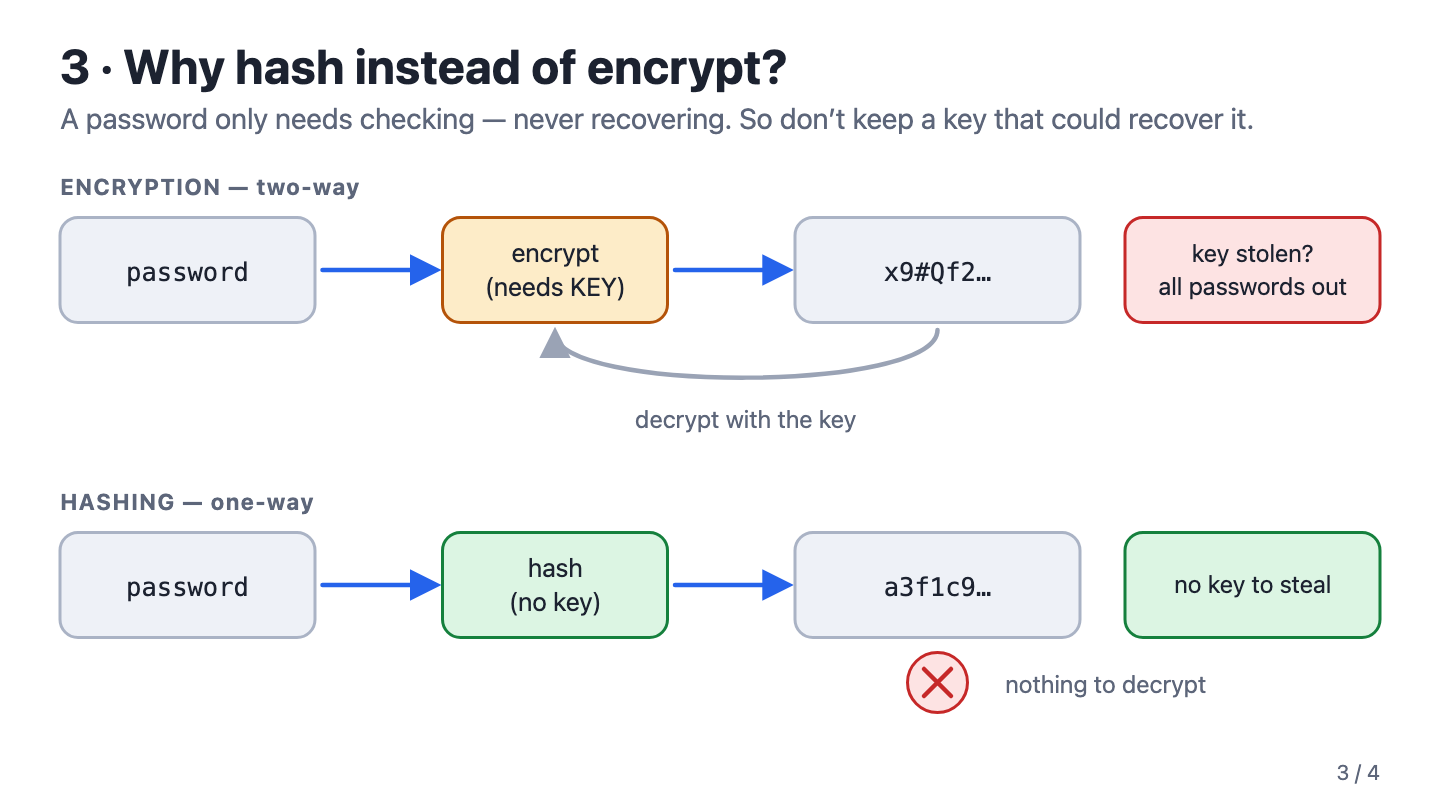 3 · Why hash instead of encrypt?
A password only needs checking — never recovering. So don’t keep a key that could recover it.
ENCRYPTION — two-way
password
encrypt
(needs KEY)
x9#Qf2…
key stolen?
all passwords out
decrypt with the key
HASHING — one-way
password
hash
(no key)
a3f1c9…
no key to steal
nothing to decrypt
3 / 4